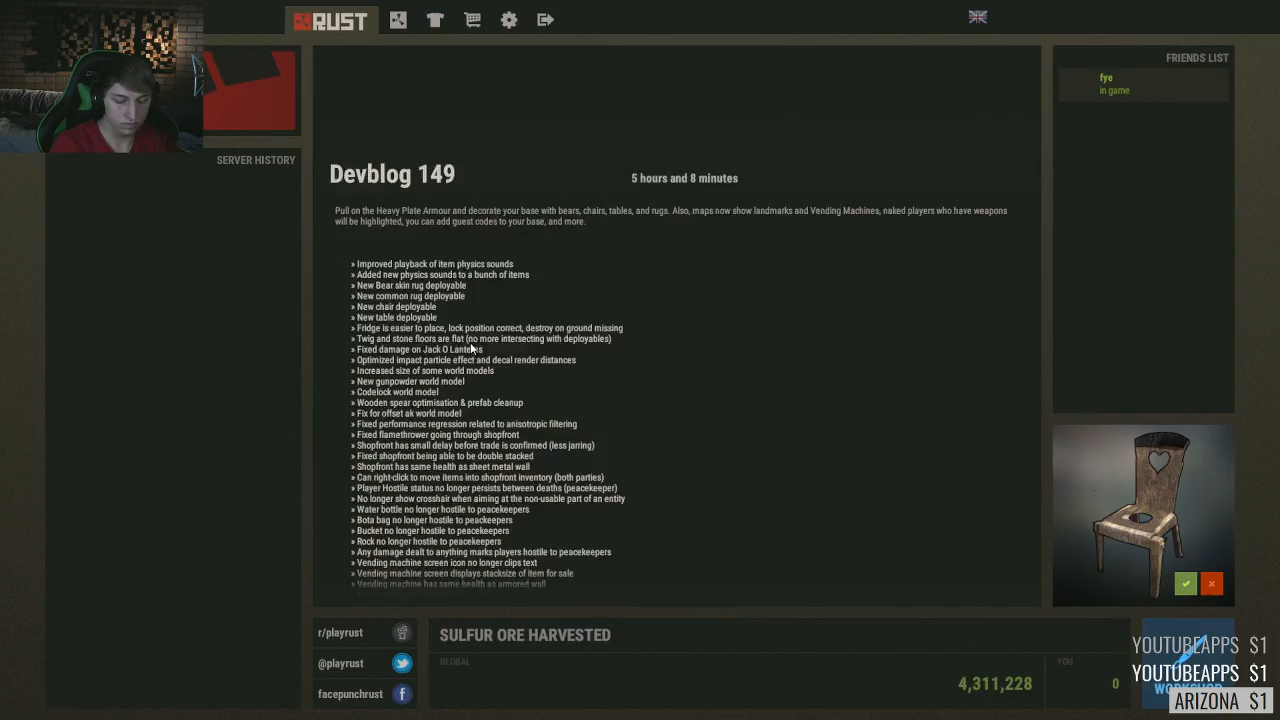 RUST
FRIENDS LIST
fye
in game
SERVER HISTORY
Devblog 149
5 hours and 8 minutes
Pull on the Heavy Plate Armour and decorate your base with bears, chairs, tables, and rugs. Also, maps now show landmarks and Vending Machines, naked players who have weapons
will be highlighted, you can add guest codes to your base, and more.
» Improved playback of item physics sounds
» Added new physics sounds to a bunch of items
» New Bear skin rug deployable
» New common rug deployable
» New chair deployable
» New table deployable
» Fridge is easier to place, lock position correct, destroy on ground missing
» Twig and stone floors are flat (no more intersecting with deployables)
» Fixed damage on Jack O Lanterns
» Optimized impact particle effect and decal render distances
» Increased size of some world models
» New gunpowder world model
» Codelock world model
» Wooden spear optimisation & prefab cleanup
» Fix for offset ak world model
» Fixed performance regression related to anisotropic filtering
» Fixed flamethrower going through shopfront
» Shopfront has small delay before trade is confirmed (less jarring)
» Fixed shopfront being able to be double stacked
» Shopfront has same health as sheet metal wall
» Can right-click to move items into shopfront inventory (both parties)
» Player Hostile status no longer persists between deaths (peacekeeper)
» No longer show crosshair when aiming at the non-usable part of an entity
» Water bottle no longer hostile to peacekeepers
» Bota bag no longer hostile to peackeepers
» Bucket no longer hostile to peacekeepers
» Rock no longer hostile to peacekeepers
» Any damage dealt to anything marks players hostile to peacekeepers
» Vending machine screen icon no longer clips text
» Vending machine screen displays stacksize of item for sale
» Vending machine has same health as armored wall
r/playrust
@playrust
facepunchrust
SULFUR ORE HARVESTED
GLOBAL
4,311,228
YOU
0
YOUTUBEAPPS $1
YOUTUBEAPPS $1
ARIZONA $1